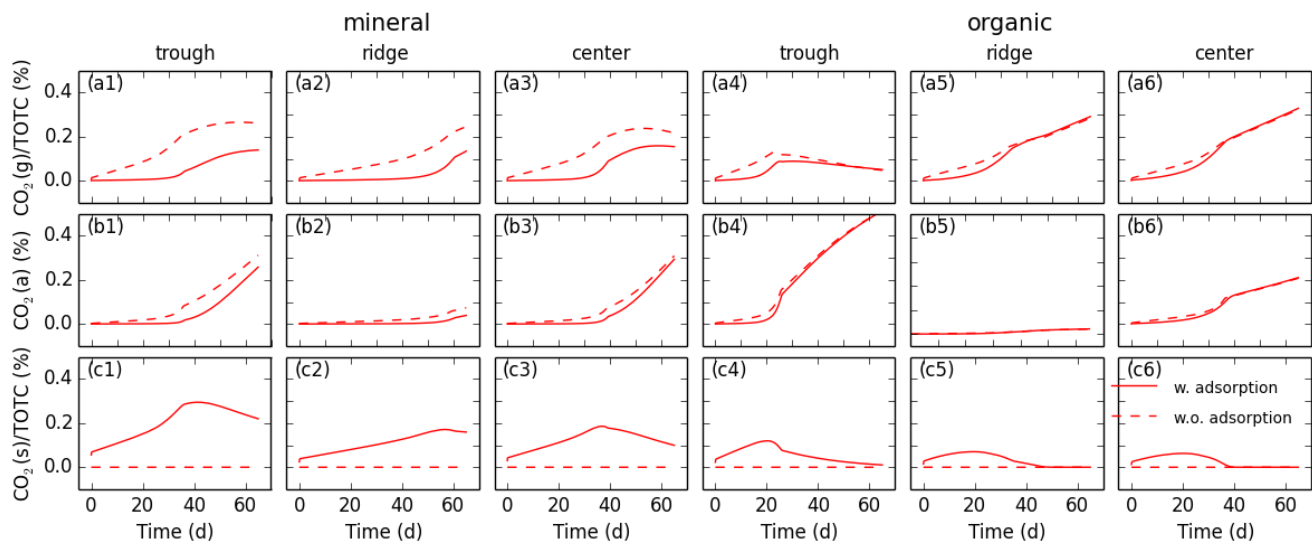 mineral organic
trough ridge center trough ridge center
CO₂(g)/TOTC (%)
0.4
0.2
0.0
(a1) (a2) (a3) (a4) (a5) (a6)
CO₂(a) (%)
0.4
0.2
0.0
(b1) (b2) (b3) (b4) (b5) (b6)
CO₂(s)/TOTC (%)
0.4
0.2
0.0
(c1) (c2) (c3) (c4) (c5) (c6)
w. adsorption
w.o. adsorption
0 20 40 60 0 20 40 60 0 20 40 60 0 20 40 60 0 20 40 60 0 20 40 60
Time (d) Time (d) Time (d) Time (d) Time (d) Time (d)